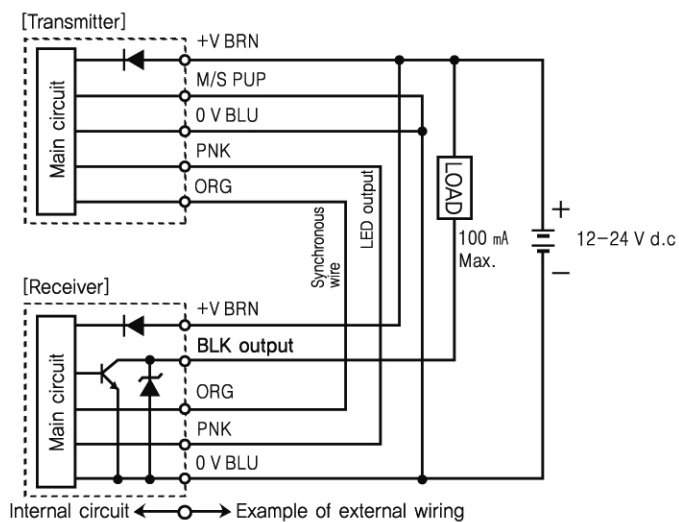 [Transmitter]
Main circuit
+V BRN
M/S PUP
0 V BLU
PNK
ORG
Synchronous
wire
LED output
LOAD
100 mA
Max.
+
12-24 V d.c
−
[Receiver]
Main circuit
+V BRN
BLK output
ORG
PNK
0 V BLU
Internal circuit
Example of external wiring